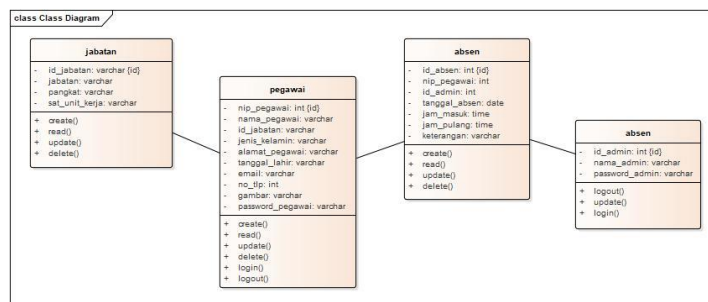 class Class Diagram
jabatan
- id_jabatan: varchar {id}
- jabatan: varchar
- pangkat: varchar
- sat_unit_kerja: varchar
+ create()
+ read()
+ update()
+ delete()
pegawai
- nip_pegawai: int {id}
- nama_pegawai: varchar
- id_jabatan: varchar
- jenis_kelamin: varchar
- alamat_pegawai: varchar
- tanggal_lahir: varchar
- email: varchar
- no_tlp: int
- gambar: varchar
- password_pegawai: varchar
+ create()
+ read()
+ update()
+ delete()
+ login()
+ logout()
absen
- id_absen: int {id}
- nip_pegawai: int
- id_admin: int
- tanggal_absen: date
- jam_masuk: time
- jam_pulang: time
- keterangan: varchar
+ create()
+ read()
+ update()
+ delete()
absen
- id_admin: int {id}
- nama_admin: varchar
- password_admin: varchar
+ logout()
+ update()
+ login()